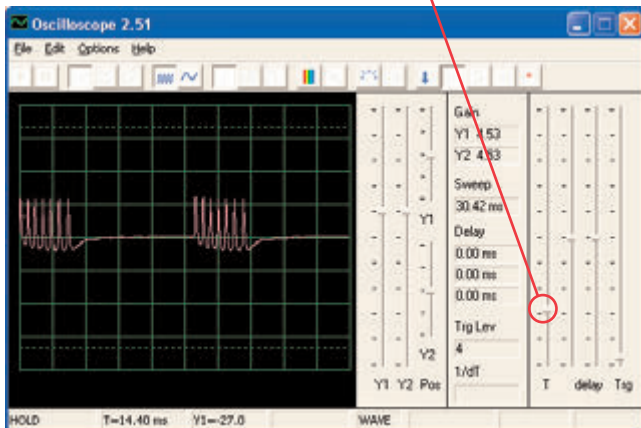 Oscilloscope 2.51
File Edit Options Help
Gain
Y1 4.53
Y2 4.53
Sweep
30.42 ms
Delay
0.00 ms
0.00 ms
0.00 ms
Trig Lev
4
1/dT
Y1
Y2
Y1 Y2 Pos
T delay Trig
HOLD T=14.40 ms Y1=-27.0 WAVE